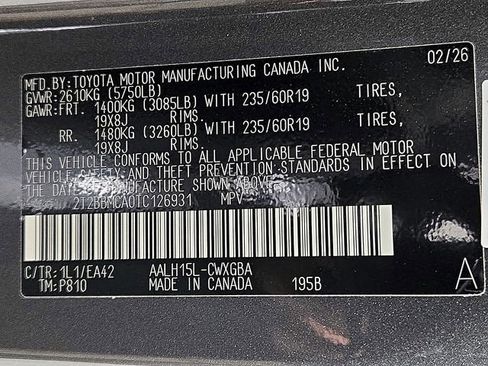 MFD.BY:TOYOTA MOTOR MANUFACTURING CANADA INC. 02/26
GVWR:2610KG (5750LB)
GAWR:FRT. 1400KG (3085LB) WITH 235/60R19 TIRES,
19X8J RIMS.
RR. 1480KG (3260LB) WITH 235/60R19 TIRES,
19X8J RIMS.
THIS VEHICLE CONFORMS TO ALL APPLICABLE FEDERAL MOTOR
VEHICLE SAFETY AND THEFT PREVENTION STANDARDS IN EFFECT ON
THE DATE OF MANUFACTURE SHOWN ABOVE.
MPV
C/TR:1L1/EA42 AALH15L-CWXGBA A
TM:P810 MADE IN CANADA 195B